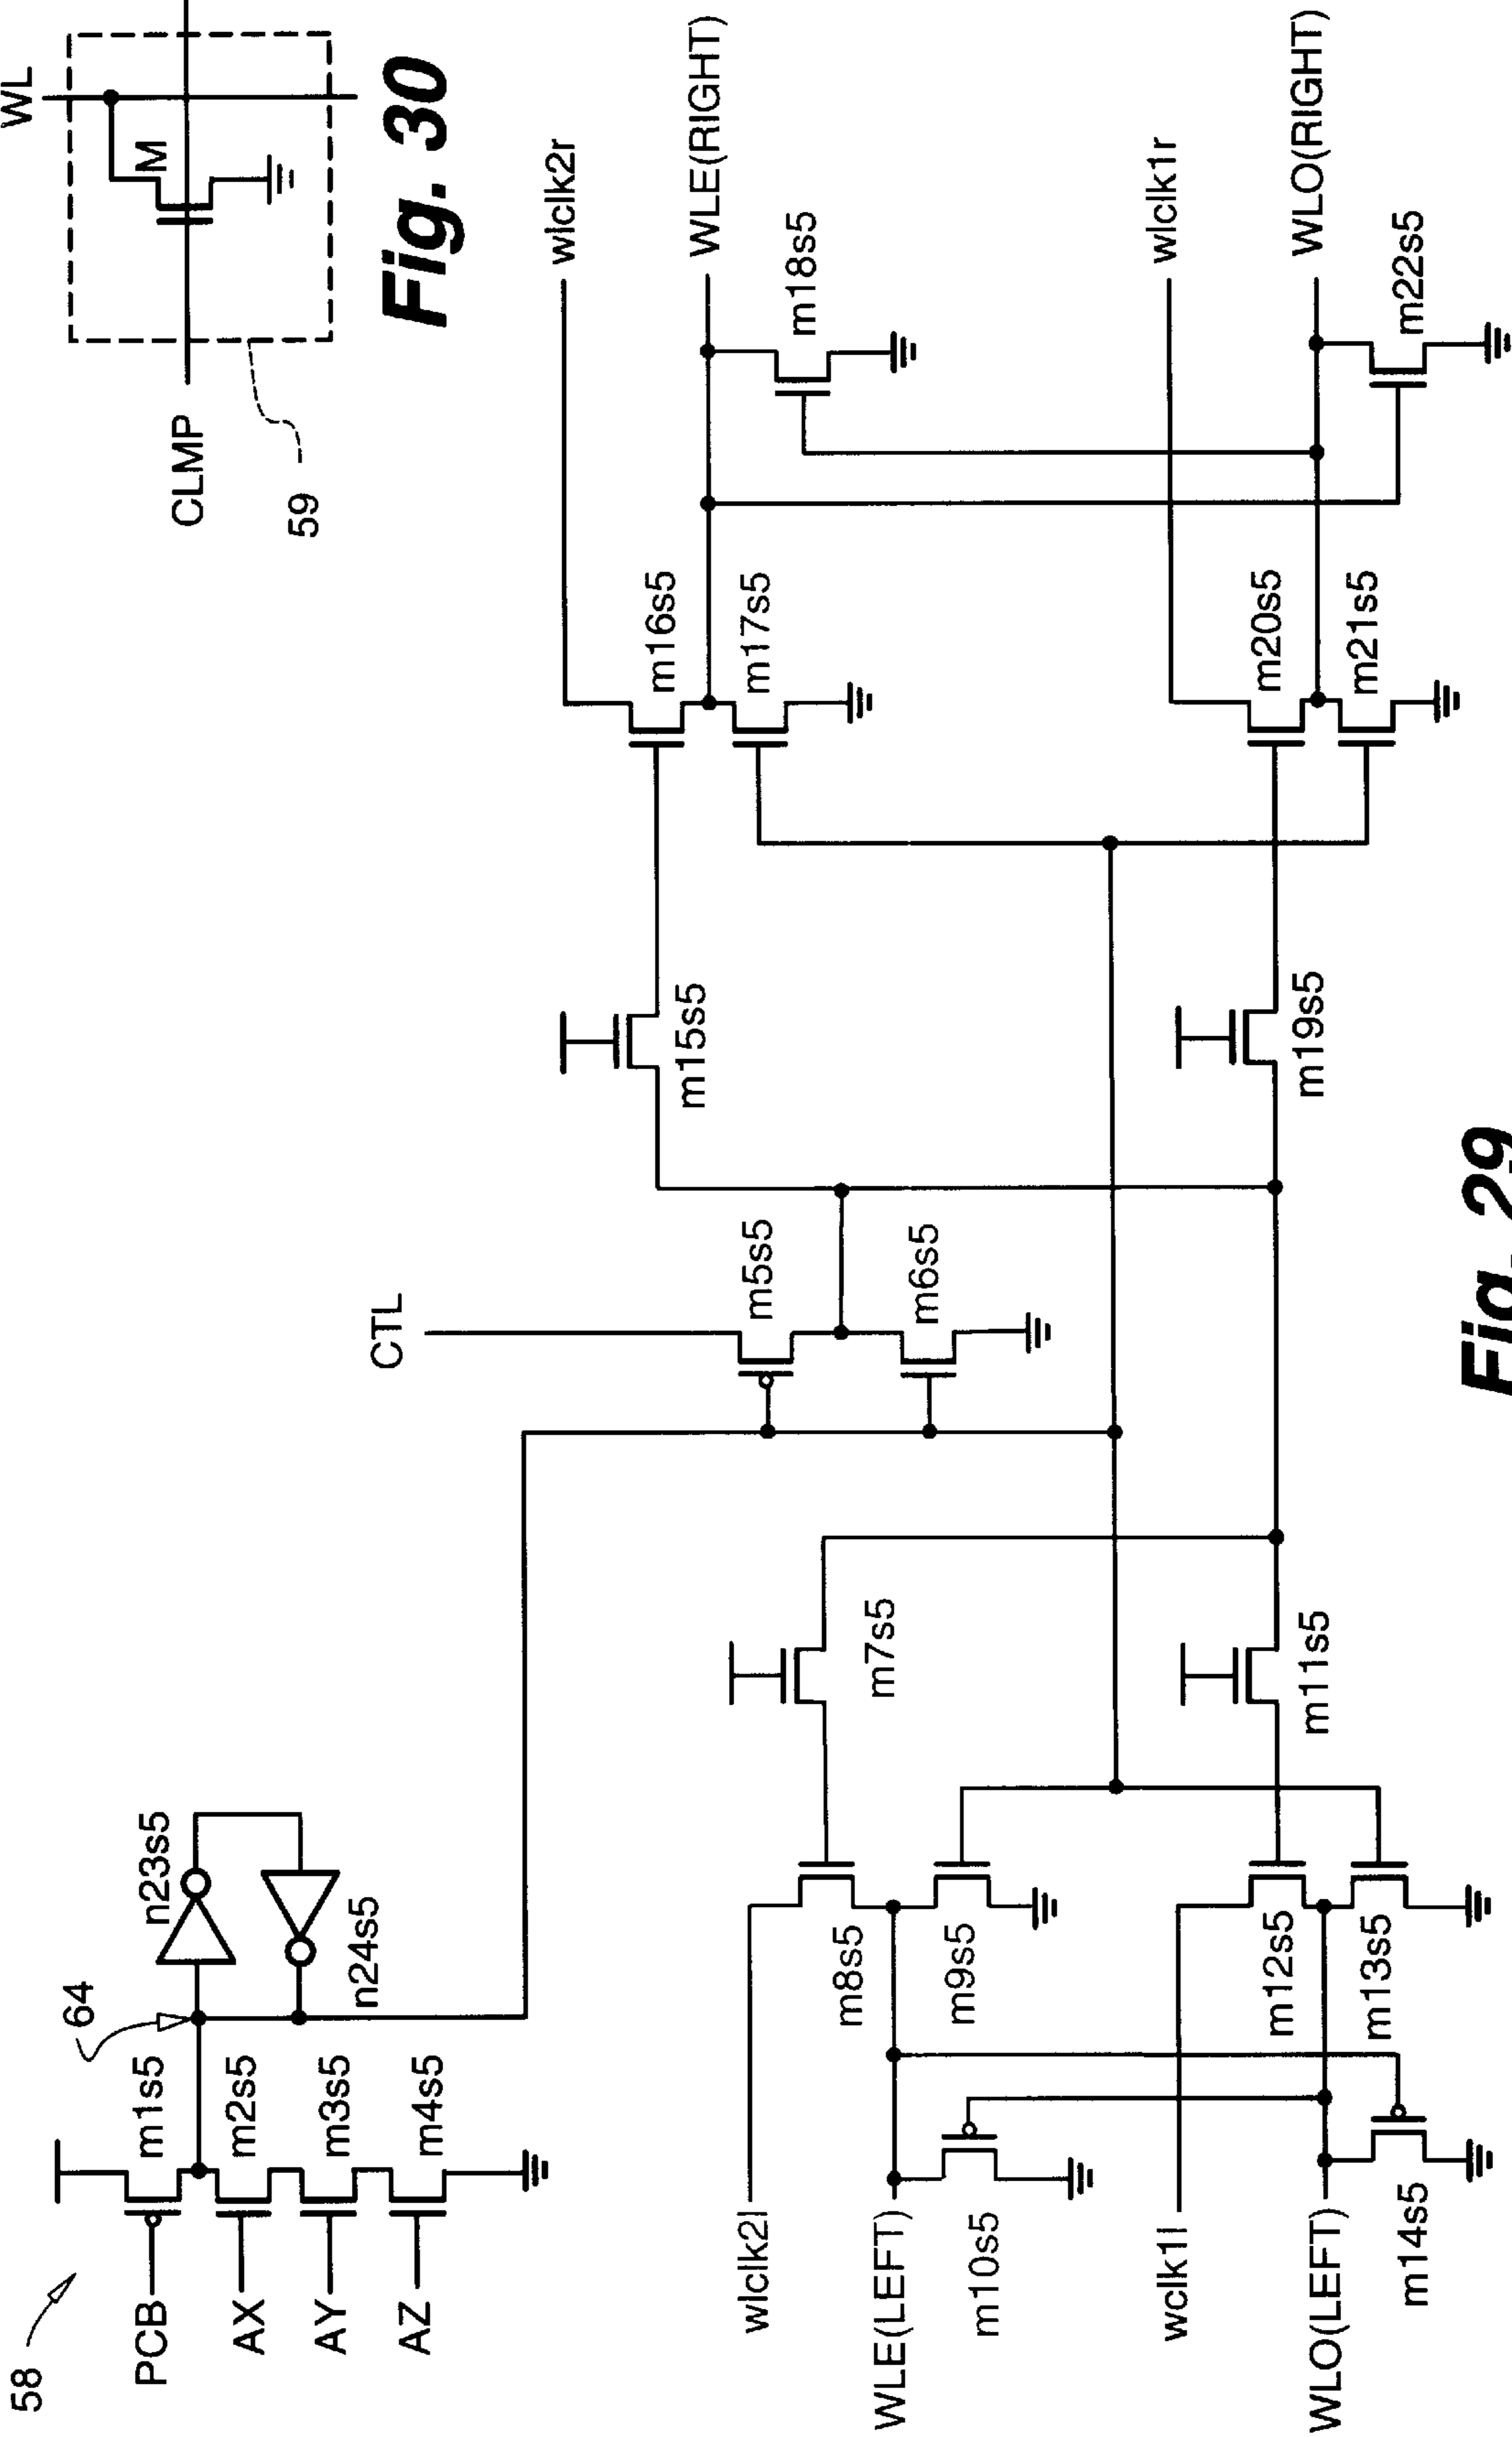 WL
M
CLMP
59
Fig. 30
58
64
PCB
AX
AY
AZ
m1s5
m2s5
m3s5
m4s5
n23s5
n24s5
CTL
m5s5
m6s5
wlclk2l
WLE(LEFT)
m10s5
wclk1l
WLO(LEFT)
m14s5
m8s5
m9s5
m12s5
m13s5
m7s5
m11s5
m15s5
m19s5
m16s5
m17s5
m20s5
m21s5
wlclk2r
WLE(RIGHT)
m18s5
wlclk1r
WLO(RIGHT)
m22s5
Fig. 29